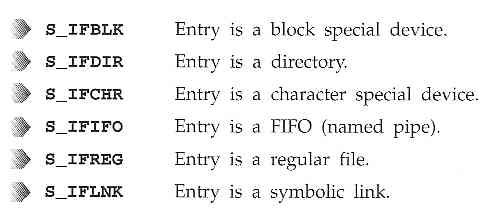 S_IFBLK Entry is a block special device.
S_IFDIR Entry is a directory.
S_IFCHR Entry is a character special device.
S_IFIFO Entry is a FIFO (named pipe).
S_IFREG Entry is a regular file.
S_IFLNK Entry is a symbolic link.